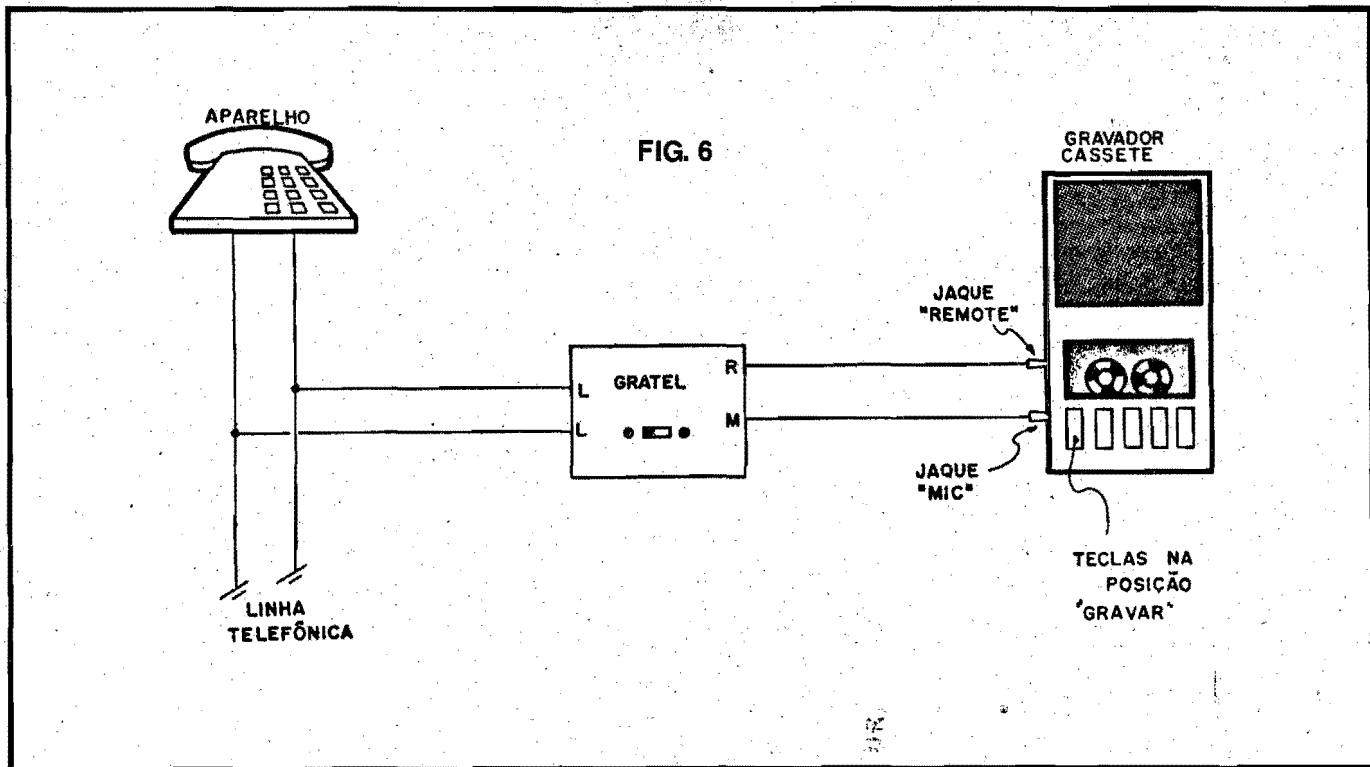 APARELHO
FIG. 6
GRAVADOR
CASSETE
JAQUE
"REMOTE"
R
L
GRATEL
L
M
JAQUE
"MIC"
TECLAS NA
POSIÇÃO
"GRAVAR"
LINHA
TELEFÔNICA